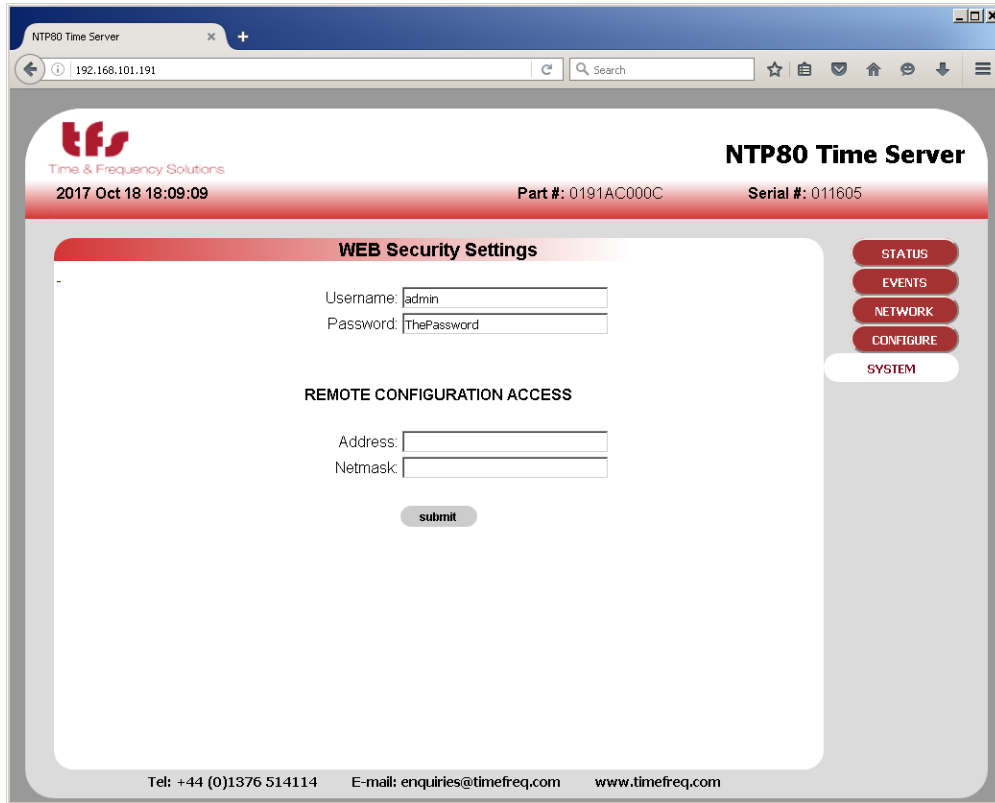 NTP80 Time Server
192.168.101.191
Search
tfs
Time & Frequency Solutions
NTP80 Time Server
2017 Oct 18 18:09:09 Part #: 0191AC000C Serial #: 011605
WEB Security Settings
-
Username: admin
Password: ThePassword
REMOTE CONFIGURATION ACCESS
Address:
Netmask:
submit
STATUS
EVENTS
NETWORK
CONFIGURE
SYSTEM
Tel: +44 (0)1376 514114 E-mail: enquiries@timefreq.com www.timefreq.com